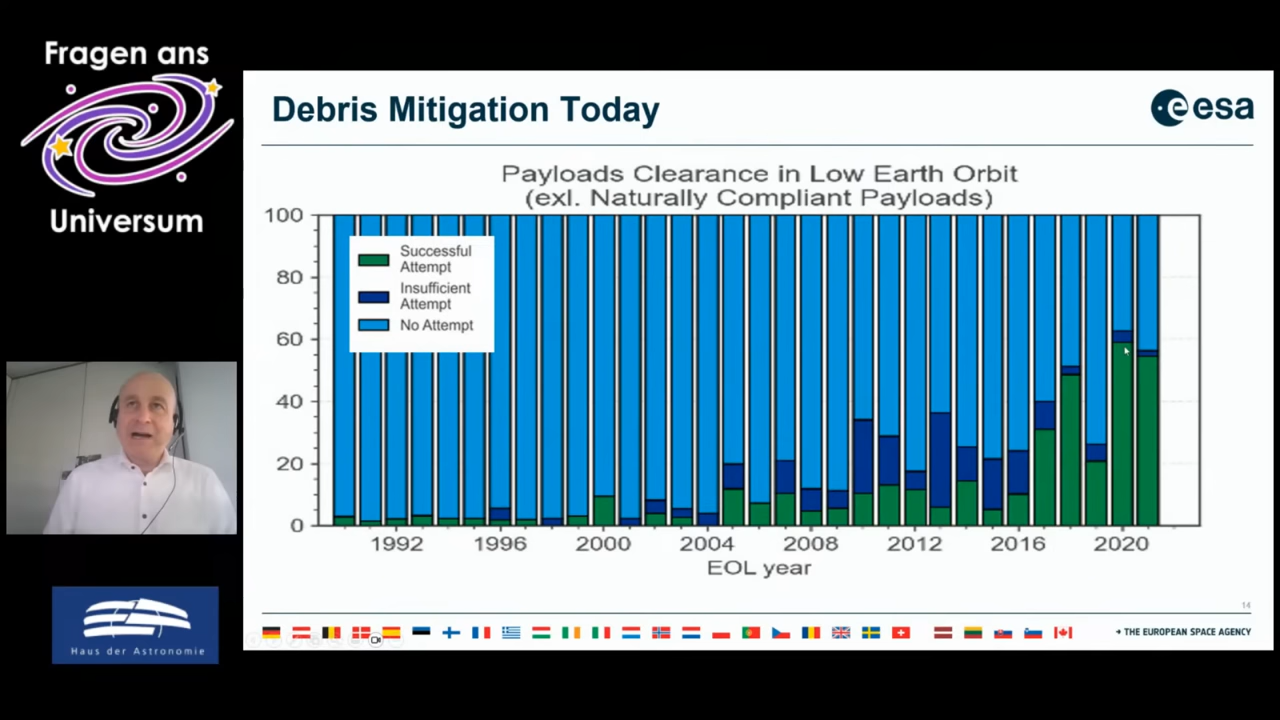 Fragen ans
Universum
Debris Mitigation Today
esa
Payloads Clearance in Low Earth Orbit
(exl. Naturally Compliant Payloads)
100
80
60
40
20
0
Successful
Attempt
Insufficient
Attempt
No Attempt
1992
1996
2000
2004
2008
2012
2016
2020
EOL year
14
→ THE EUROPEAN SPACE AGENCY
Haus der Astronomie